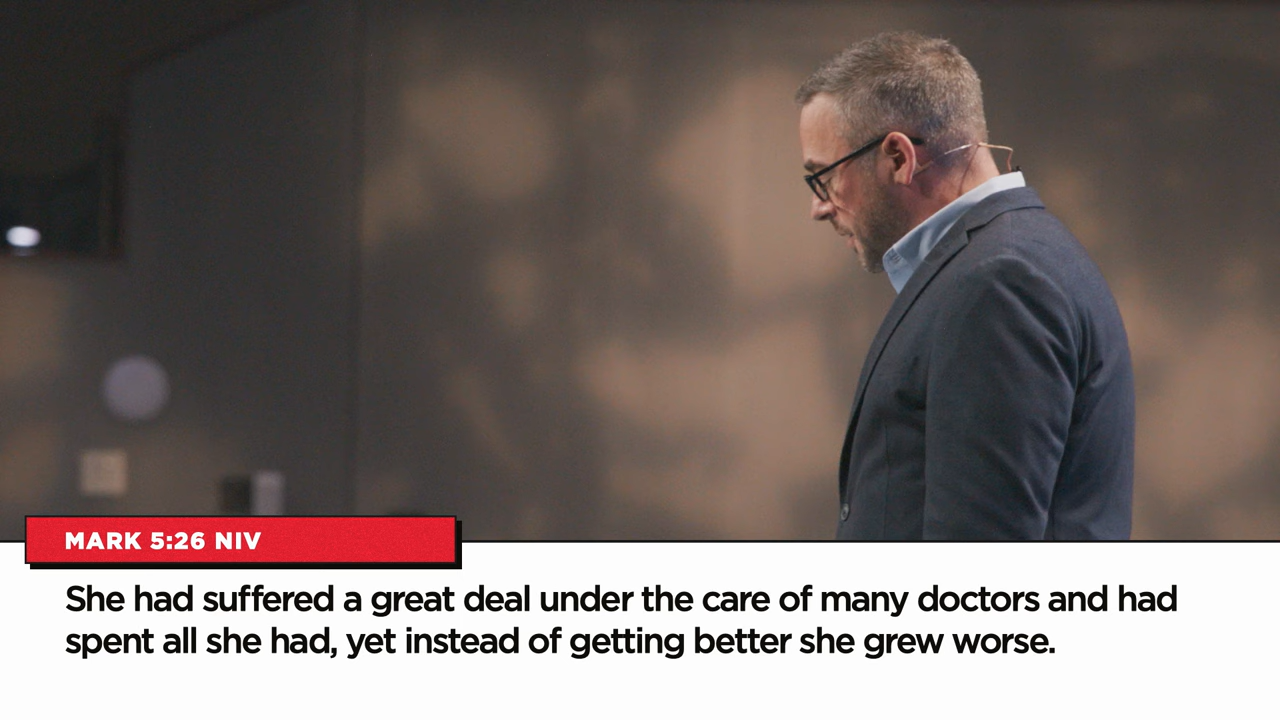 MARK 5:26 NIV
She had suffered a great deal under the care of many doctors and had
spent all she had, yet instead of getting better she grew worse.